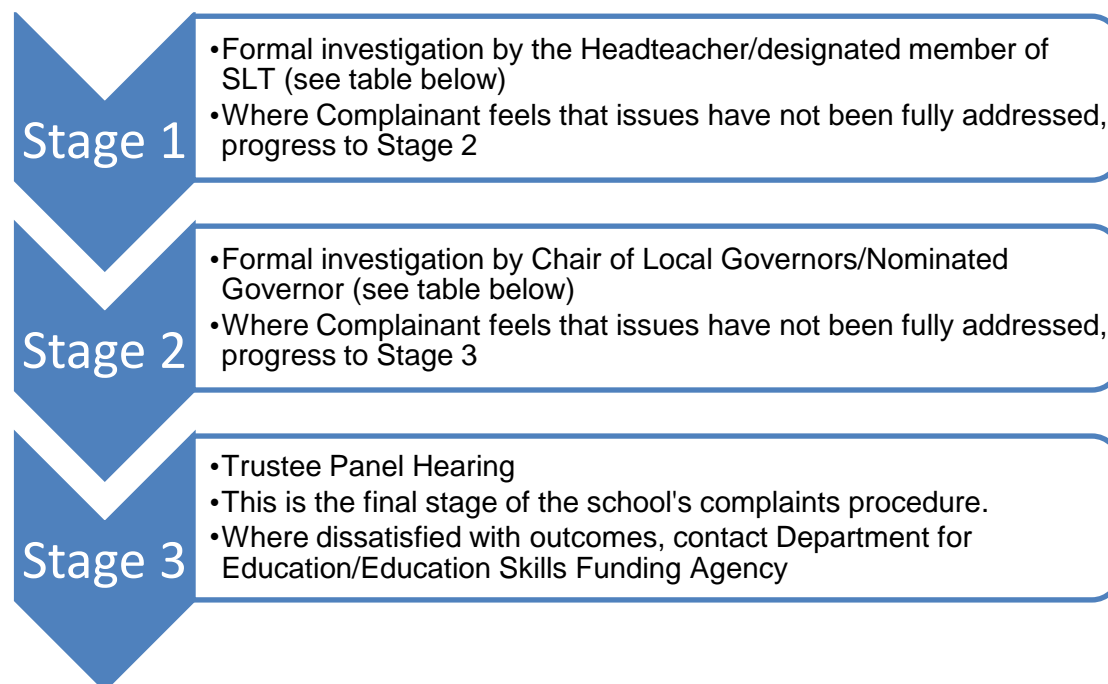 Stage 1
•Formal investigation by the Headteacher/designated member of
SLT (see table below)
•Where Complainant feels that issues have not been fully addressed,
progress to Stage 2
Stage 2
•Formal investigation by Chair of Local Governors/Nominated
Governor (see table below)
•Where Complainant feels that issues have not been fully addressed,
progress to Stage 3
Stage 3
•Trustee Panel Hearing
•This is the final stage of the school's complaints procedure.
•Where dissatisfied with outcomes, contact Department for
Education/Education Skills Funding Agency